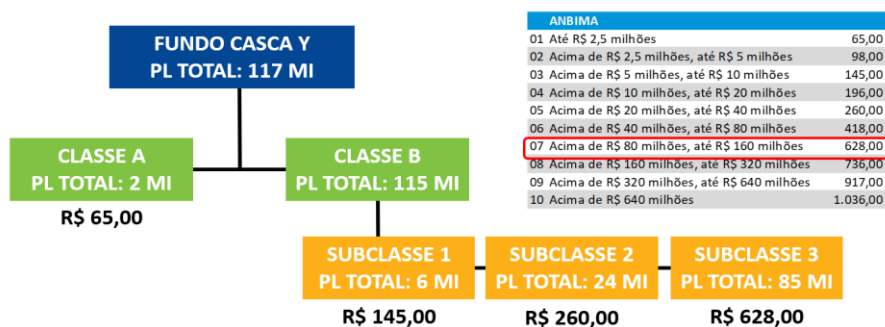 FUNDO CASCA Y
PL TOTAL: 117 MI
CLASSE A
PL TOTAL: 2 MI
R$ 65,00
CLASSE B
PL TOTAL: 115 MI
SUBCLASSE 1
PL TOTAL: 6 MI
R$ 145,00
SUBCLASSE 2
PL TOTAL: 24 MI
R$ 260,00
SUBCLASSE 3
PL TOTAL: 85 MI
R$ 628,00
ANBIMA
01 Até R$ 2,5 milhões 65,00
02 Acima de R$ 2,5 milhões, até R$ 5 milhões 98,00
03 Acima de R$ 5 milhões, até R$ 10 milhões 145,00
04 Acima de R$ 10 milhões, até R$ 20 milhões 196,00
05 Acima de R$ 20 milhões, até R$ 40 milhões 260,00
06 Acima de R$ 40 milhões, até R$ 80 milhões 418,00
07 Acima de R$ 80 milhões, até R$ 160 milhões 628,00
08 Acima de R$ 160 milhões, até R$ 320 milhões 736,00
09 Acima de R$ 320 milhões, até R$ 640 milhões 917,00
10 Acima de R$ 640 milhões 1.036,00